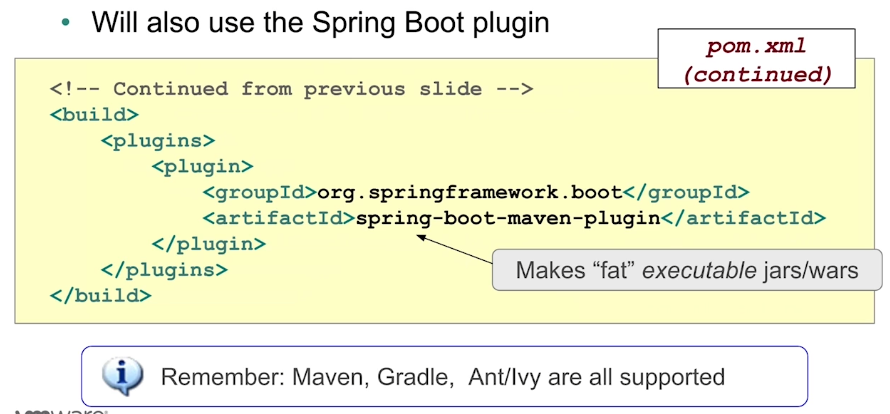 • Will also use the Spring Boot plugin
pom.xml
(continued)
<!-- Continued from previous slide -->
<build>
<plugins>
<plugin>
<groupId>org.springframework.boot</groupId>
<artifactId>spring-boot-maven-plugin</artifactId>
</plugin>
</plugins>
</build>
Makes “fat” executable jars/wars
Remember: Maven, Gradle, Ant/Ivy are all supported